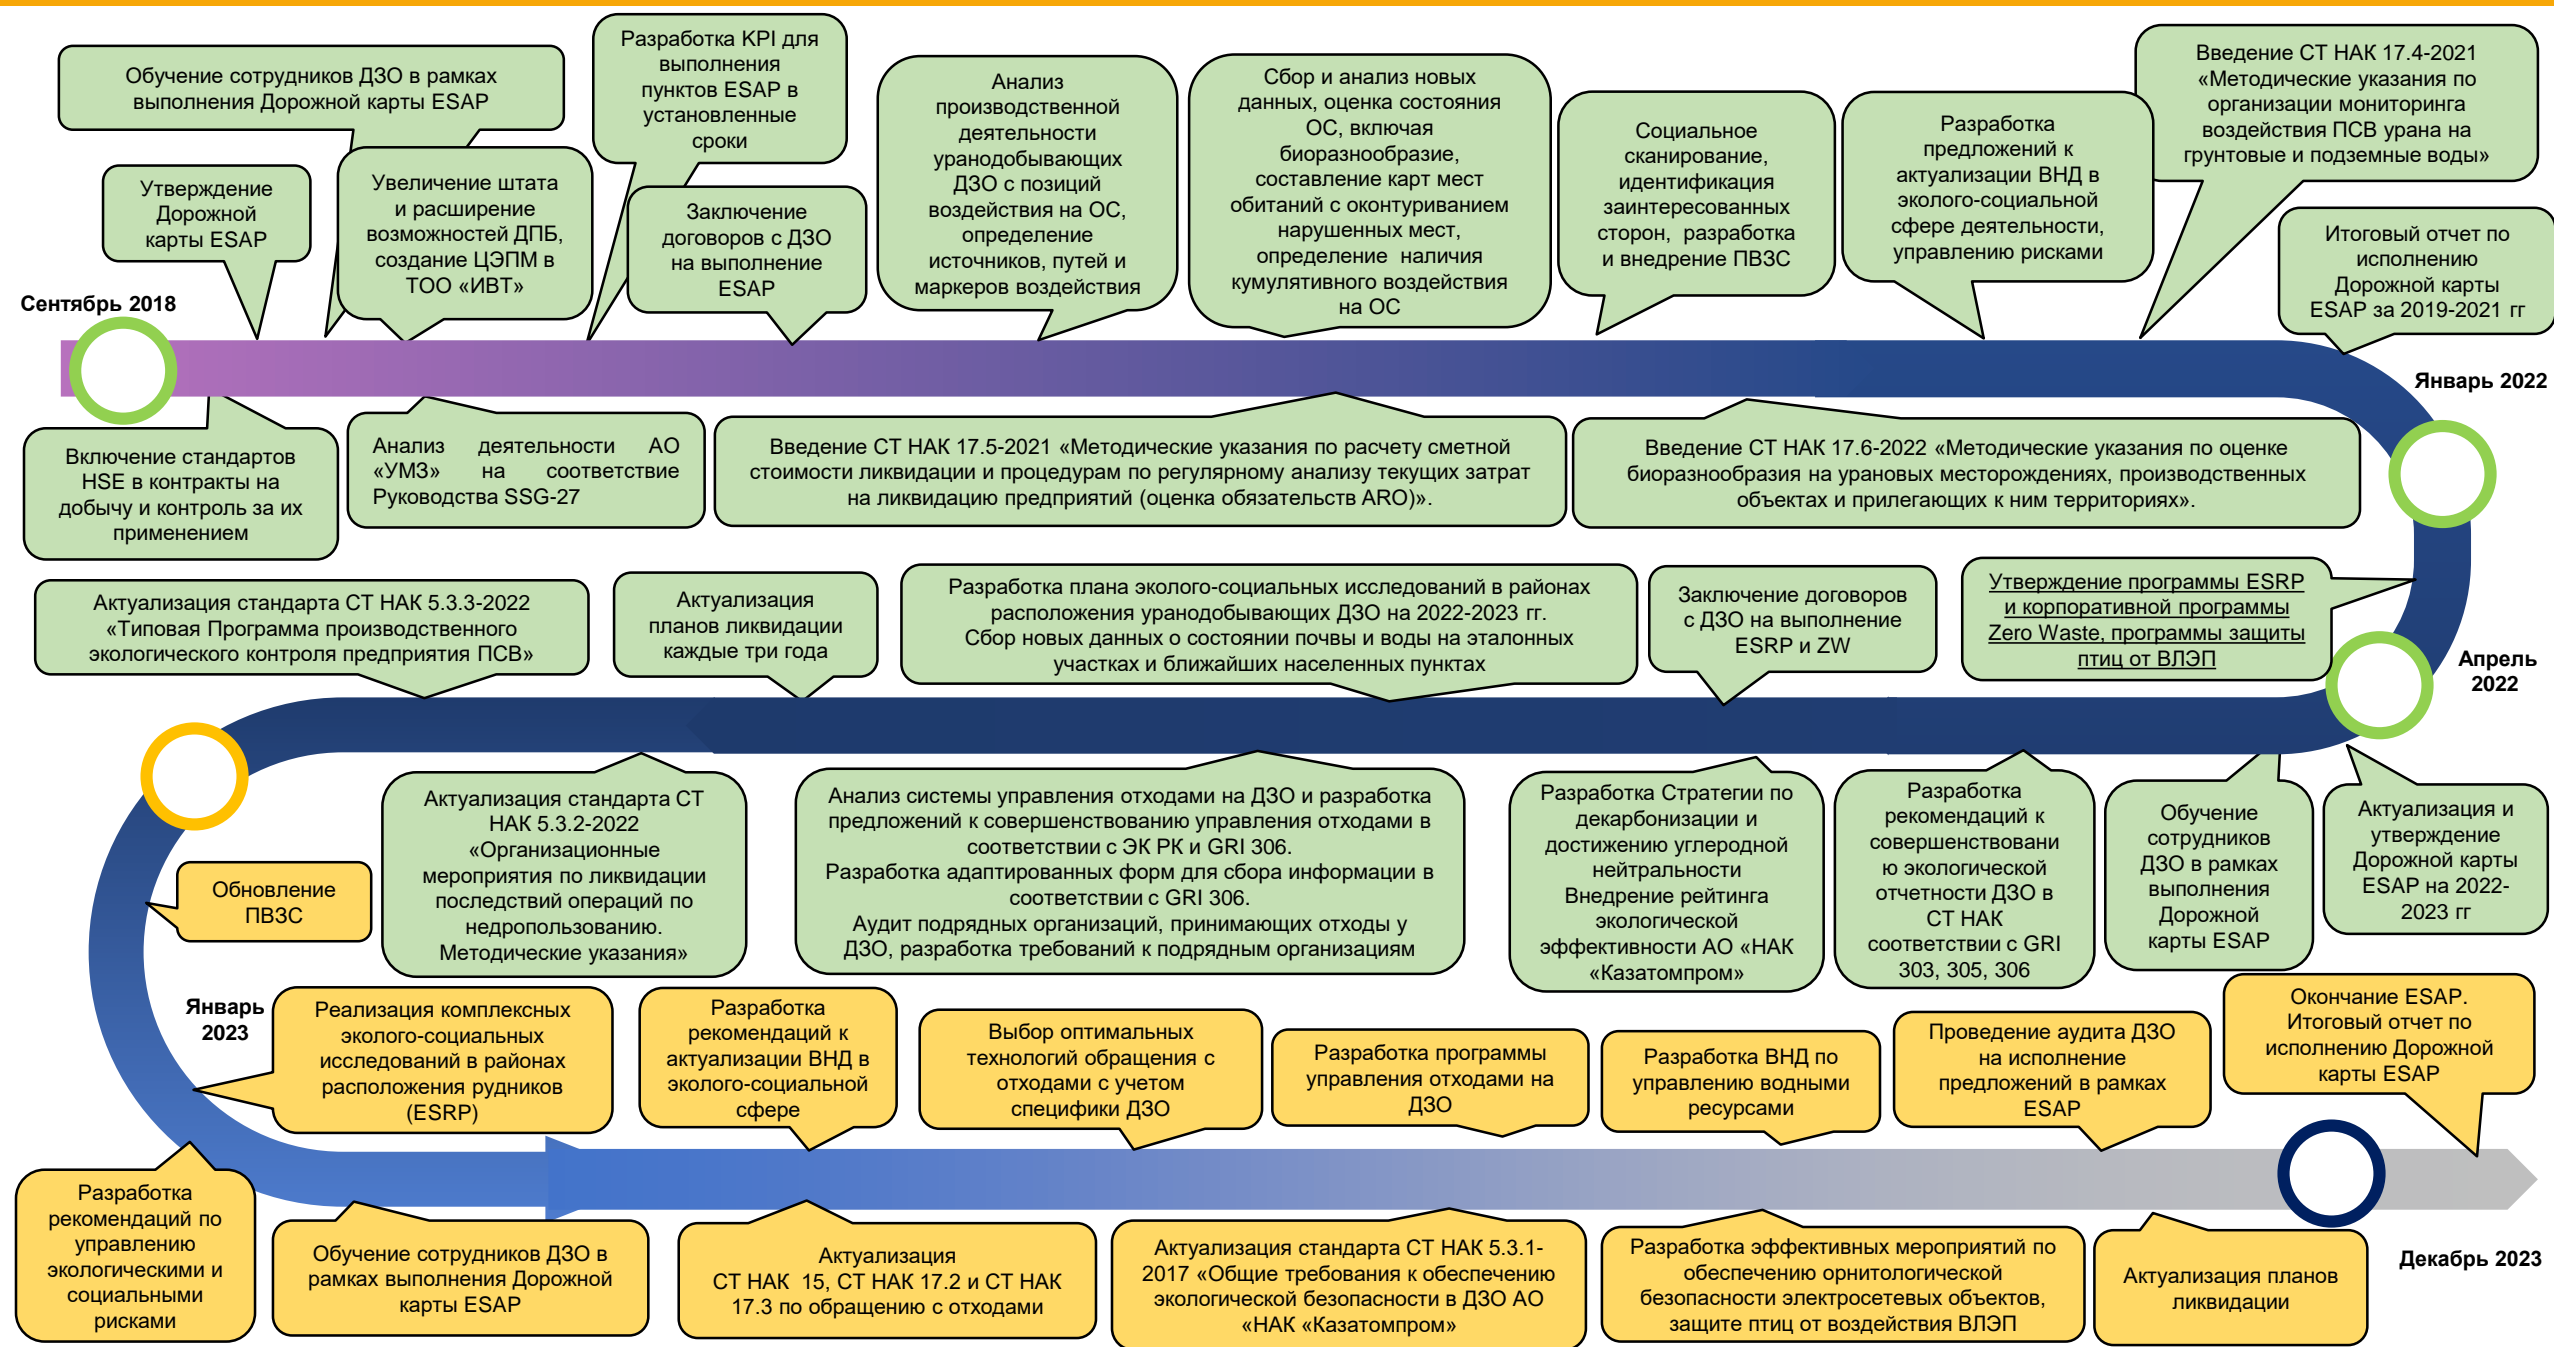 Обучение сотрудников ДЗО в рамках
выполнения Дорожной карты ESAP
Разработка KPI для
выполнения
пунктов ESAP в
установленные
сроки
Анализ
производственной
деятельности
уранодобывающих
ДЗО с позиций
воздействия на ОС,
определение
источников, путей и
маркеров воздействия
Сбор и анализ новых
данных, оценка состояния
ОС, включая
биоразнообразие,
составление карт мест
обитаний с оконтуриванием
нарушенных мест,
определение наличия
кумулятивного воздействия
на ОС
Социальное
сканирование,
идентификация
заинтересованных
сторон, разработка
и внедрение ПВЗС
Разработка
предложений к
актуализации ВНД в
эколого-социальной
сфере деятельности,
управлению рисками
Введение СТ НАК 17.4-2021
«Методические указания по
организации мониторинга
воздействия ПСВ урана на
грунтовые и подземные воды»
Утверждение
Дорожной
карты ESAP
Увеличение штата
и расширение
возможностей ДПБ,
создание ЦЭПМ в
ТОО «ИВТ»
Заключение
договоров с ДЗО
на выполнение
ESAP
Итоговый отчет по
исполнению
Дорожной карты
ESAP за 2019-2021 гг
Сентябрь 2018
Январь 2022
Включение стандартов
HSE в контракты на
добычу и контроль за их
применением
Анализ деятельности АО
«УМЗ» на соответствие
Руководства SSG-27
Введение СТ НАК 17.5-2021 «Методические указания по расчету сметной
стоимости ликвидации и процедурам по регулярному анализу текущих затрат
на ликвидацию предприятий (оценка обязательств ARO)».
Введение СТ НАК 17.6-2022 «Методические указания по оценке
биоразнообразия на урановых месторождениях, производственных
объектах и прилегающих к ним территориях».
Актуализация стандарта СТ НАК 5.3.3-2022
«Типовая Программа производственного
экологического контроля предприятия ПСВ»
Актуализация
планов ликвидации
каждые три года
Разработка плана эколого-социальных исследований в районах
расположения уранодобывающих ДЗО на 2022-2023 гг.
Сбор новых данных о состоянии почвы и воды на эталонных
участках и ближайших населенных пунктах
Заключение договоров
с ДЗО на выполнение
ESRP и ZW
Утверждение программы ESRP
и корпоративной программы
Zero Waste, программы защиты
птиц от ВЛЭП
Апрель
2022
Актуализация стандарта СТ
НАК 5.3.2-2022
«Организационные
мероприятия по ликвидации
последствий операций по
недропользованию.
Методические указания»
Анализ системы управления отходами на ДЗО и разработка
предложений к совершенствованию управления отходами в
соответствии с ЭК РК и GRI 306.
Разработка адаптированных форм для сбора информации в
соответствии с GRI 306.
Аудит подрядных организаций, принимающих отходы у
ДЗО, разработка требований к подрядным организациям
Разработка Стратегии по
декарбонизации и
достижению углеродной
нейтральности
Внедрение рейтинга
экологической
эффективности АО «НАК
«Казатомпром»
Разработка
рекомендаций к
совершенствовани
ю экологической
отчетности ДЗО в
СТ НАК
соответствии с GRI
303, 305, 306
Обучение
сотрудников
ДЗО в рамках
выполнения
Дорожной
карты ESAP
Актуализация и
утверждение
Дорожной карты
ESAP на 2022-
2023 гг
Обновление
ПВЗС
Январь
2023
Реализация комплексных
эколого-социальных
исследований в районах
расположения рудников
(ESRP)
Разработка
рекомендаций к
актуализации ВНД в
эколого-социальной
сфере
Выбор оптимальных
технологий обращения с
отходами с учетом
специфики ДЗО
Разработка программы
управления отходами на
ДЗО
Разработка ВНД по
управлению водными
ресурсами
Проведение аудита ДЗО
на исполнение
предложений в рамках
ESAP
Окончание ESAP.
Итоговый отчет по
исполнению Дорожной
карты ESAP
Разработка
рекомендаций по
управлению
экологическими и
социальными
рисками
Обучение сотрудников ДЗО в
рамках выполнения Дорожной
карты ESAP
Актуализация
СТ НАК 15, СТ НАК 17.2 и СТ НАК
17.3 по обращению с отходами
Актуализация стандарта СТ НАК 5.3.1-
2017 «Общие требования к обеспечению
экологической безопасности в ДЗО АО
«НАК «Казатомпром»
Разработка эффективных мероприятий по
обеспечению орнитологической
безопасности электросетевых объектов,
защите птиц от воздействия ВЛЭП
Актуализация планов
ликвидации
Декабрь 2023